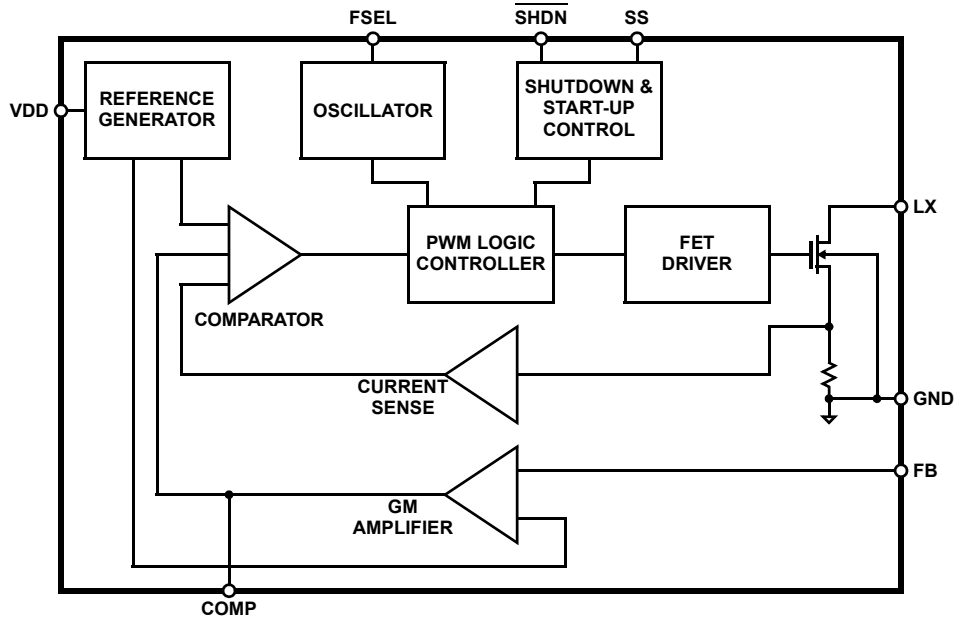 FSEL
SHDN
SS
VDD
REFERENCE
GENERATOR
OSCILLATOR
SHUTDOWN &
START-UP
CONTROL
LX
PWM LOGIC
CONTROLLER
FET
DRIVER
COMPARATOR
CURRENT
SENSE
GND
FB
GM
AMPLIFIER
COMP